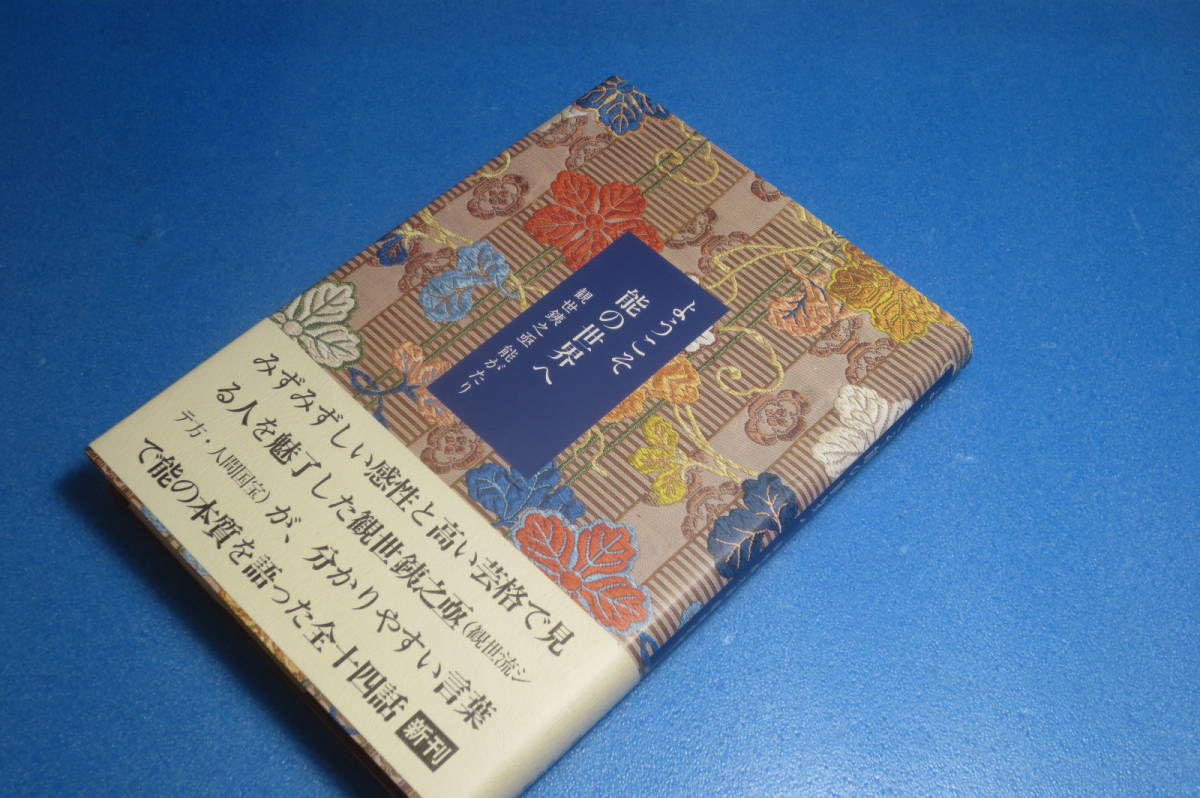 ようこそ
能の世界へ
観世銕之亟 能がたり
みずみずしい感性と高い芸格で見
る人を魅了した観世銕之亟(観世流シ
テ方・人間国宝)が、分かりやすい言葉
で能の本質を語った全十四話 新刊